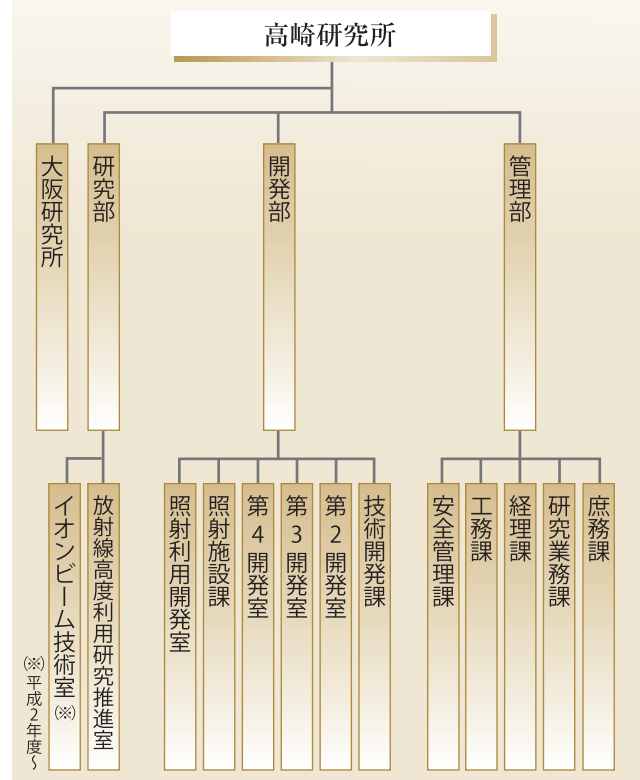 高崎研究所
管理部
開発部
研究部
大阪研究所
庶務課
研究業務課
経理課
工務課
安全管理課
技術開発課
第2開発室
第3開発室
第4開発室
照射施設課
照射利用開発室
放射線高度利用研究推進室
イオンビーム技術室(※)
(※)平成2年度～